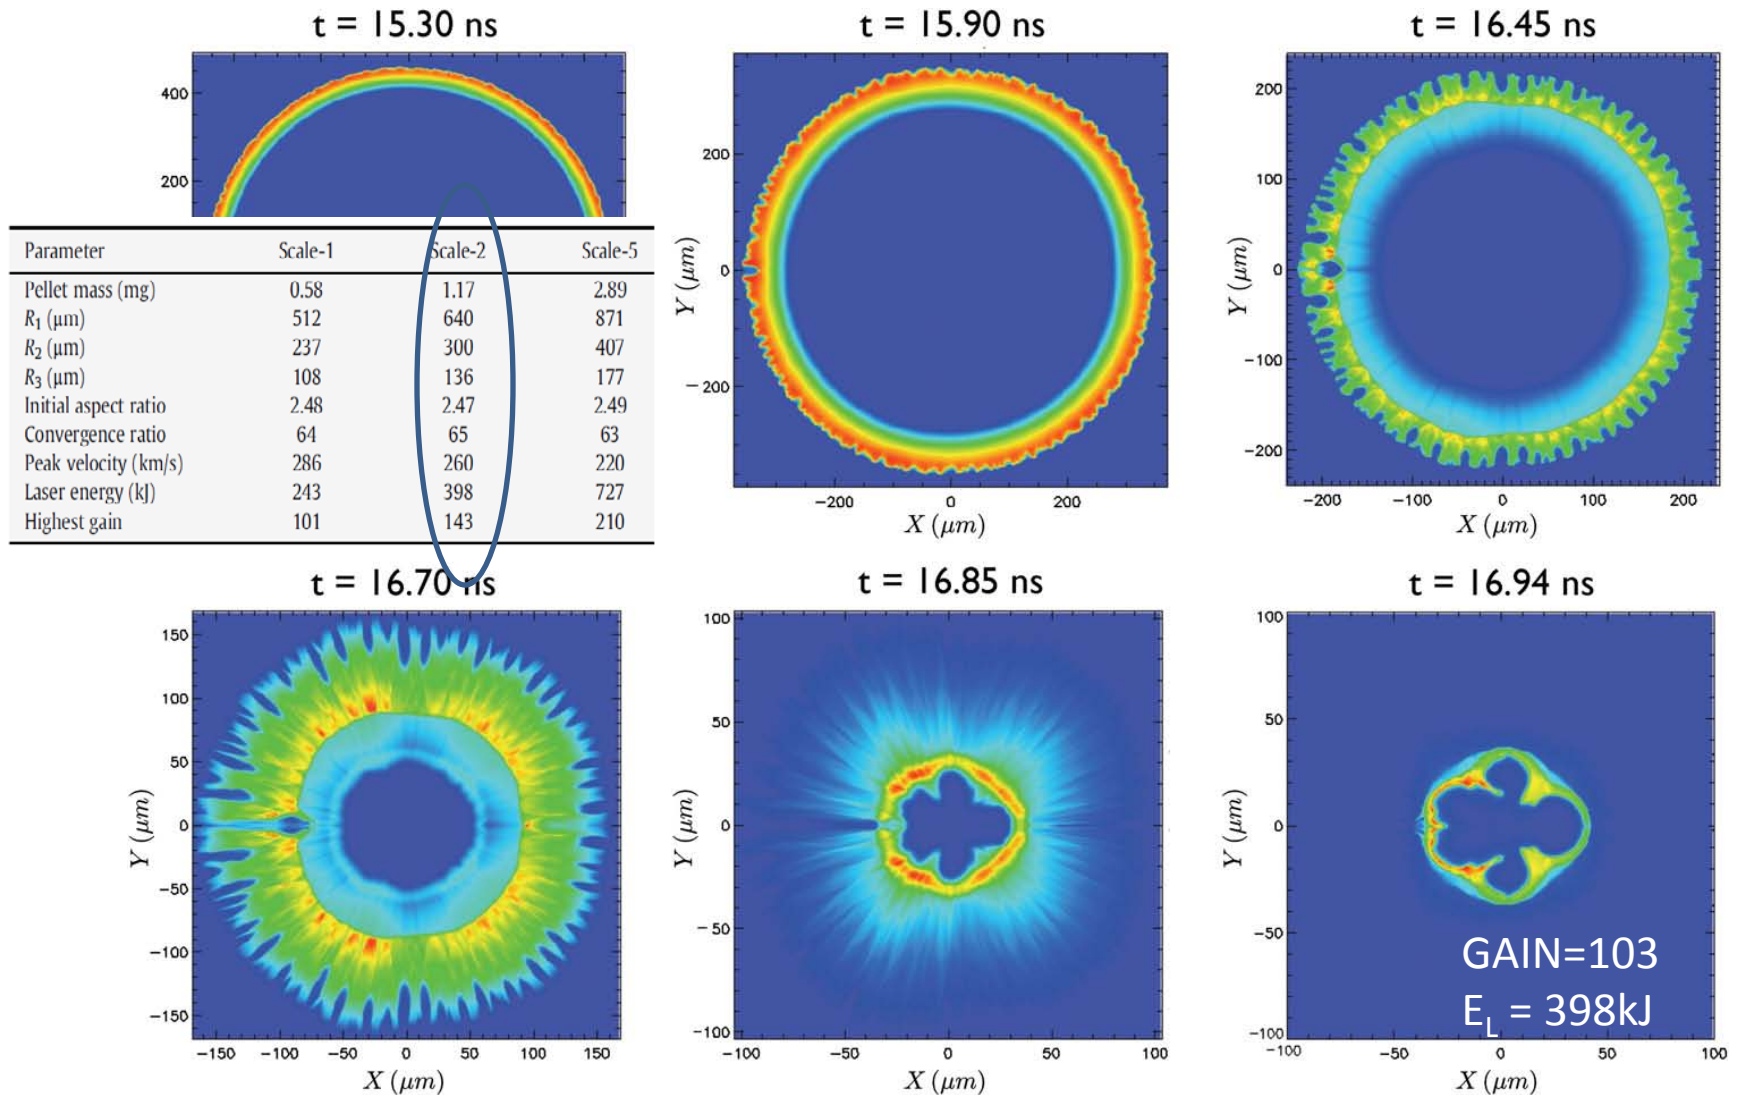 t = 15.30 ns
t = 15.90 ns
t = 16.45 ns
400
200
Parameter Scale-1 Scale-2 Scale-5
Pellet mass (mg) 0.58 1.17 2.89
R1 (μm) 512 640 871
R2 (μm) 237 300 407
R3 (μm) 108 136 177
Initial aspect ratio 2.48 2.47 2.49
Convergence ratio 64 65 63
Peak velocity (km/s) 286 260 220
Laser energy (kJ) 243 398 727
Highest gain 101 143 210
Y (μm)
200
0
−200
−200 0 200
X (μm)
Y (μm)
200
100
0
−100
−200
−200 −100 0 100 200
X (μm)
t = 16.70 ns
t = 16.85 ns
t = 16.94 ns
Y (μm)
150
100
50
0
−50
−100
−150
−150 −100 −50 0 50 100 150
X (μm)
Y (μm)
100
50
0
−50
−100
−100 −50 0 50 100
X (μm)
Y (μm)
100
50
0
−50
−100
−100 −50 0 50 100
X (μm)
GAIN=103
EL = 398kJ